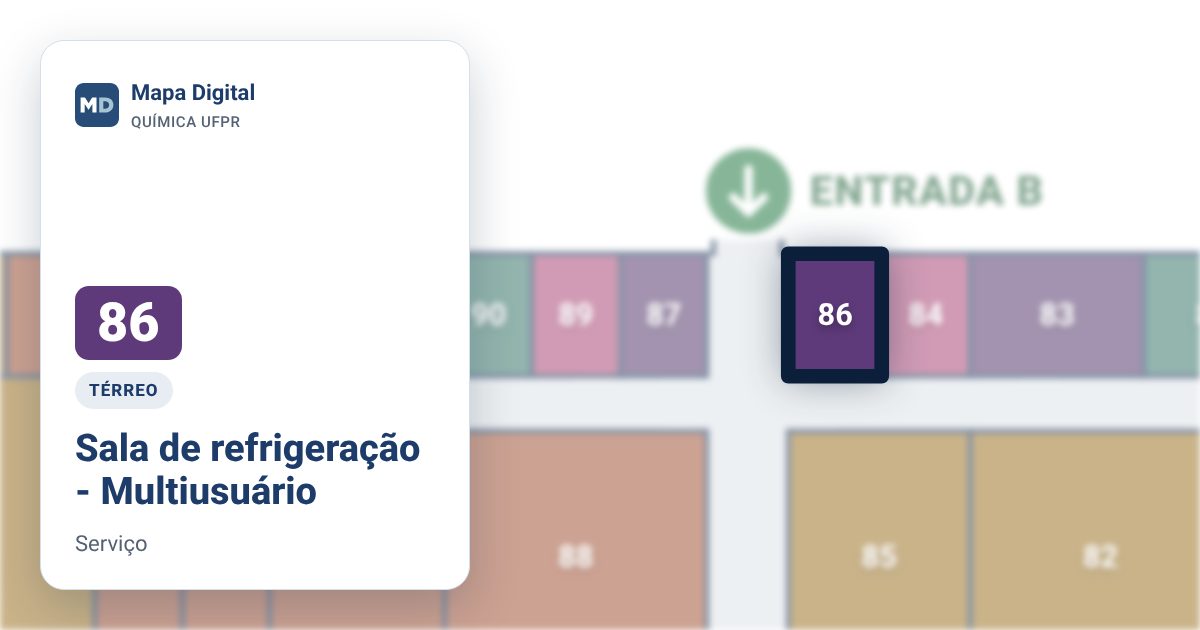 MD
Mapa Digital
QUÍMICA UFPR
86
TÉRREO
Sala de refrigeração
- Multiusuário
Serviço
ENTRADA B
90
89
87
86
84
83
88
85
82